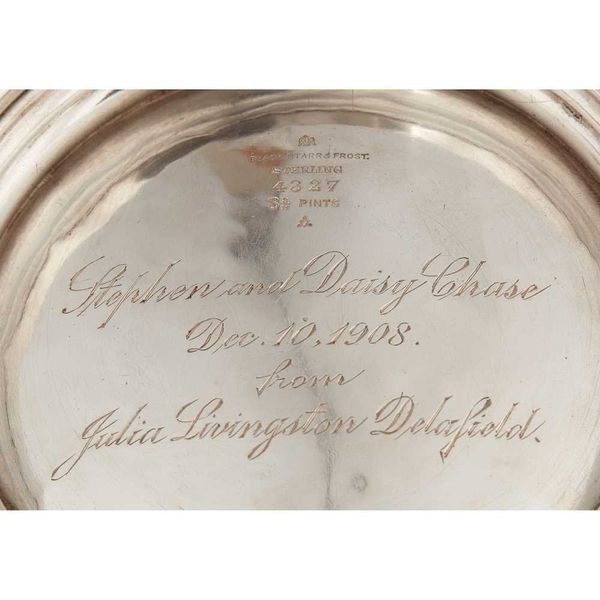 BLACK STARR & FROST.
STERLING
4327
3½ PINTS
Stephen and Daisy Chase
Dec. 10, 1908.
from
Julia Livingston Delafield.